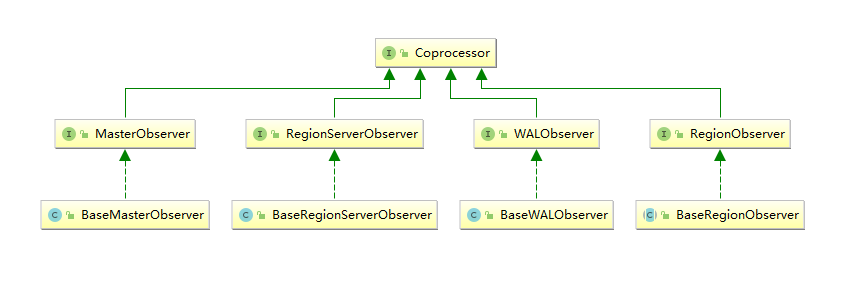 I Coprocessor
I MasterObserver
I RegionServerObserver
I WALObserver
I RegionObserver
C BaseMasterObserver
C BaseRegionServerObserver
C BaseWALObserver
C BaseRegionObserver